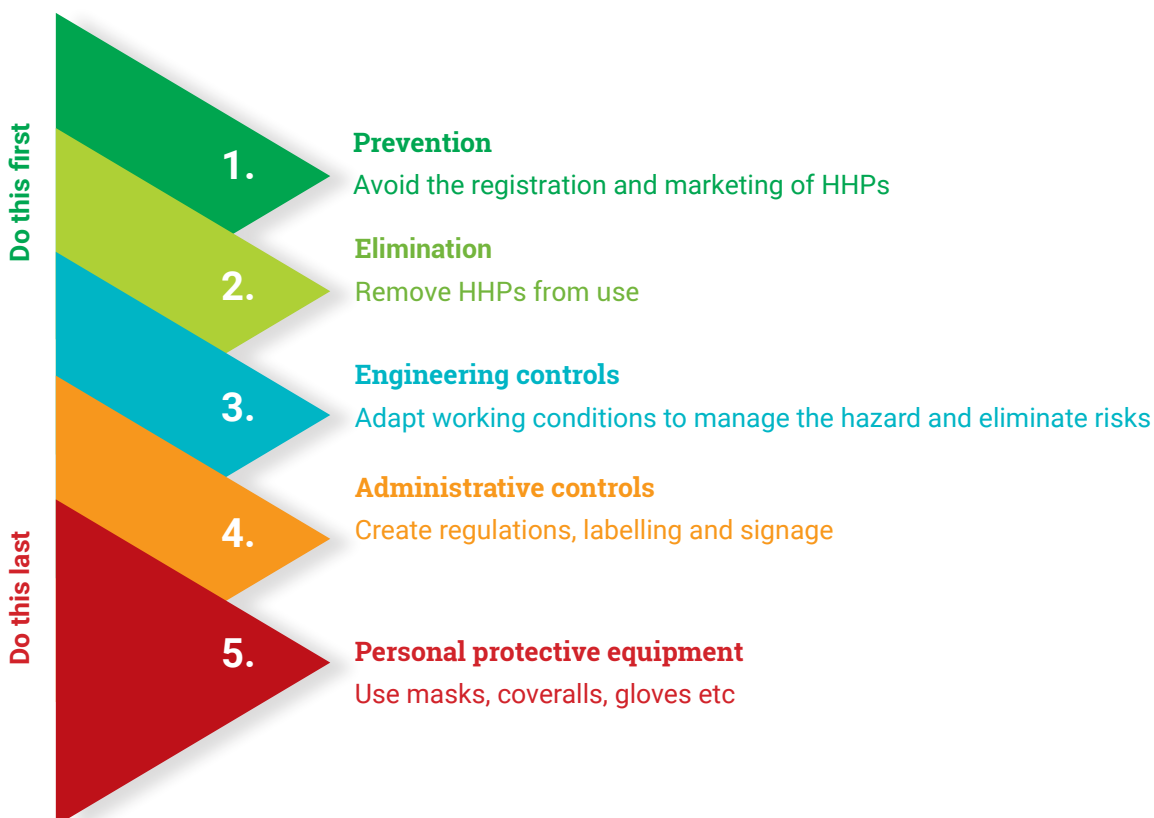 Do this first
1.
Prevention
Avoid the registration and marketing of HHPs
2.
Elimination
Remove HHPs from use
3.
Engineering controls
Adapt working conditions to manage the hazard and eliminate risks
4.
Administrative controls
Create regulations, labelling and signage
Do this last
5.
Personal protective equipment
Use masks, coveralls, gloves etc